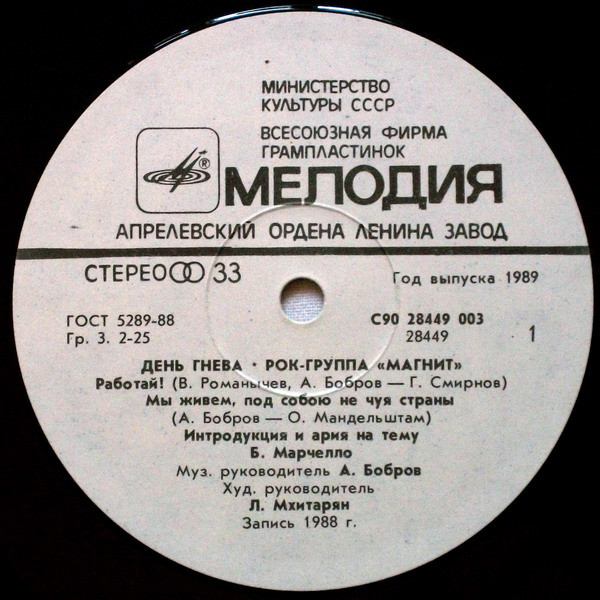 МИНИСТЕРСТВО
КУЛЬТУРЫ СССР
ВСЕСОЮЗНАЯ ФИРМА
ГРАМПЛАСТИНОК
®
МЕЛОДИЯ
АПРЕЛЕВСКИЙ ОРДЕНА ЛЕНИНА ЗАВОД
СТЕРЕО 33
Год выпуска 1989
ГОСТ 5289-88
Гр. 3. 2-25
С90 28449 003
28449
1
ДЕНЬ ГНЕВА · РОК-ГРУППА «МАГНИТ»
Работай! (В. Романычев, А. Бобров — Г. Смирнов)
Мы живем, под собою не чуя страны
(А. Бобров — О. Мандельштам)
Интродукция и ария на тему
Б. Марчелло
Муз. руководитель А. Бобров
Худ. руководитель
Л. Мхитарян
Запись 1988 г.